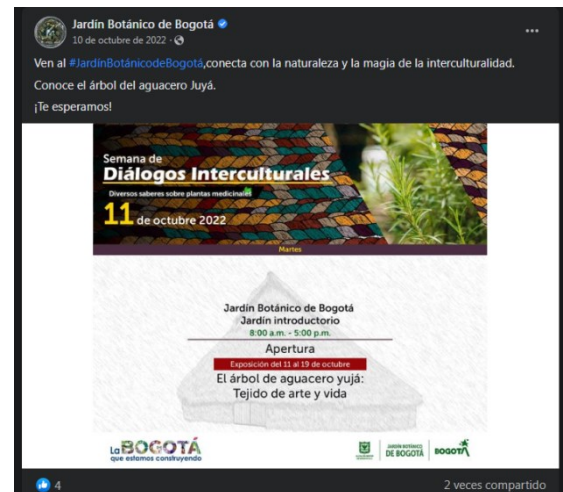 Jardín Botánico de Bogotá
10 de octubre de 2022 ·
Ven al #JardínBotánicodeBogotá,conecta con la naturaleza y la magia de la interculturalidad.
Conoce el árbol del aguacero Juyá.
¡Te esperamos!
Semana de
Diálogos Interculturales
Diversos saberes sobre plantas medicinales
11 de octubre 2022
Martes
Jardín Botánico de Bogotá
Jardín introductorio
8:00 a.m. - 5:00 p.m.
Apertura
Exposición del 11 al 19 de octubre
El árbol de aguacero yujá:
Tejido de arte y vida
La BOGOTÁ
que estamos construyendo
JARDÍN BOTÁNICO
DE BOGOTÁ
BOGOTÁ
4
2 veces compartido